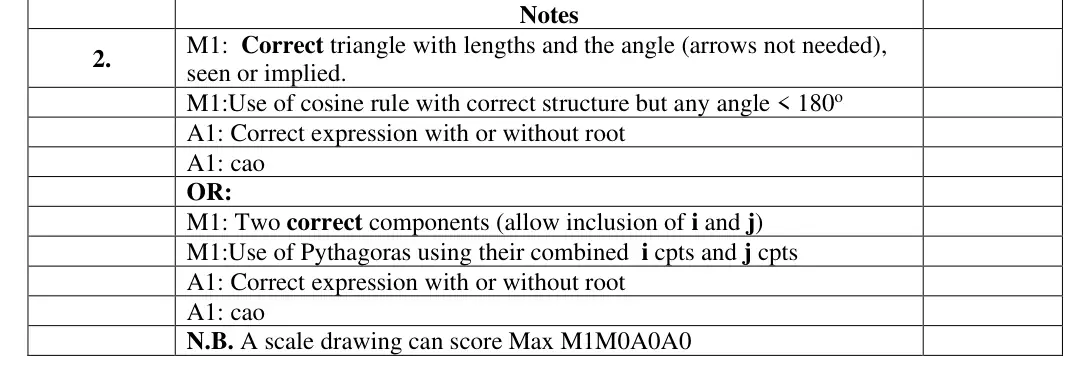 Notes
2.
M1: Correct triangle with lengths and the angle (arrows not needed),
seen or implied.
M1:Use of cosine rule with correct structure but any angle < 180º
A1: Correct expression with or without root
A1: cao
OR:
M1: Two correct components (allow inclusion of i and j)
M1:Use of Pythagoras using their combined i cpts and j cpts
A1: Correct expression with or without root
A1: cao
N.B. A scale drawing can score Max M1M0A0A0